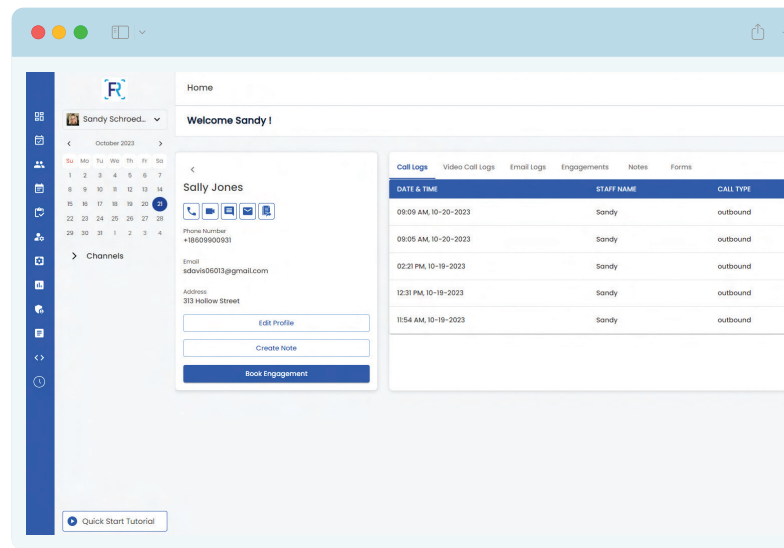 FR
Home
Sandy Schroed...
Welcome Sandy !
October 2023
Su Mo Tu We Th Fr Sa
1 2 3 4 5 6 7
8 9 10 11 12 13 14
15 16 17 18 19 20 21
22 23 24 25 26 27 28
29 30 31 1 2 3 4
Channels
Sally Jones
Phone Number
+18609900931
Email
sdavis06013@gmail.com
Address
313 Hollow Street
Edit Profile
Create Note
Book Engagement
Call Logs Video Call Logs Email Logs Engagements Notes Forms
DATE & TIME STAFF NAME CALL TYPE
09:09 AM, 10-20-2023 Sandy outbound
09:05 AM, 10-20-2023 Sandy outbound
02:21 PM, 10-19-2023 Sandy outbound
12:31 PM, 10-19-2023 Sandy outbound
11:54 AM, 10-19-2023 Sandy outbound
Quick Start Tutorial